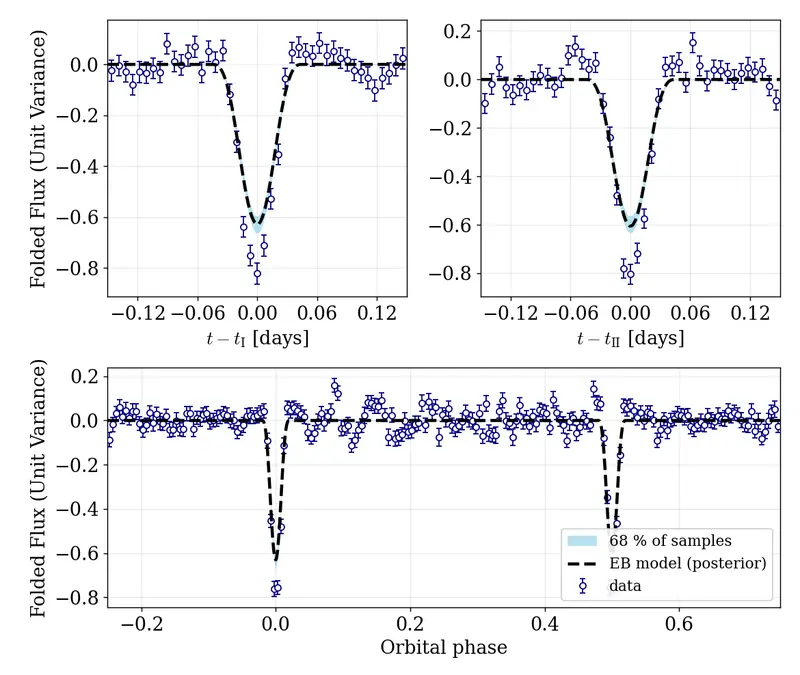 Folded Flux (Unit Variance)
0.0
−0.2
−0.4
−0.6
−0.8
−0.12 −0.06 0.00 0.06 0.12
t − tI [days]
0.2
0.0
−0.2
−0.4
−0.6
−0.8
−0.12 −0.06 0.00 0.06 0.12
t − tII [days]
Folded Flux (Unit Variance)
0.2
0.0
−0.2
−0.4
−0.6
−0.8
68 % of samples
EB model (posterior)
data
−0.2 0.0 0.2 0.4 0.6
Orbital phase